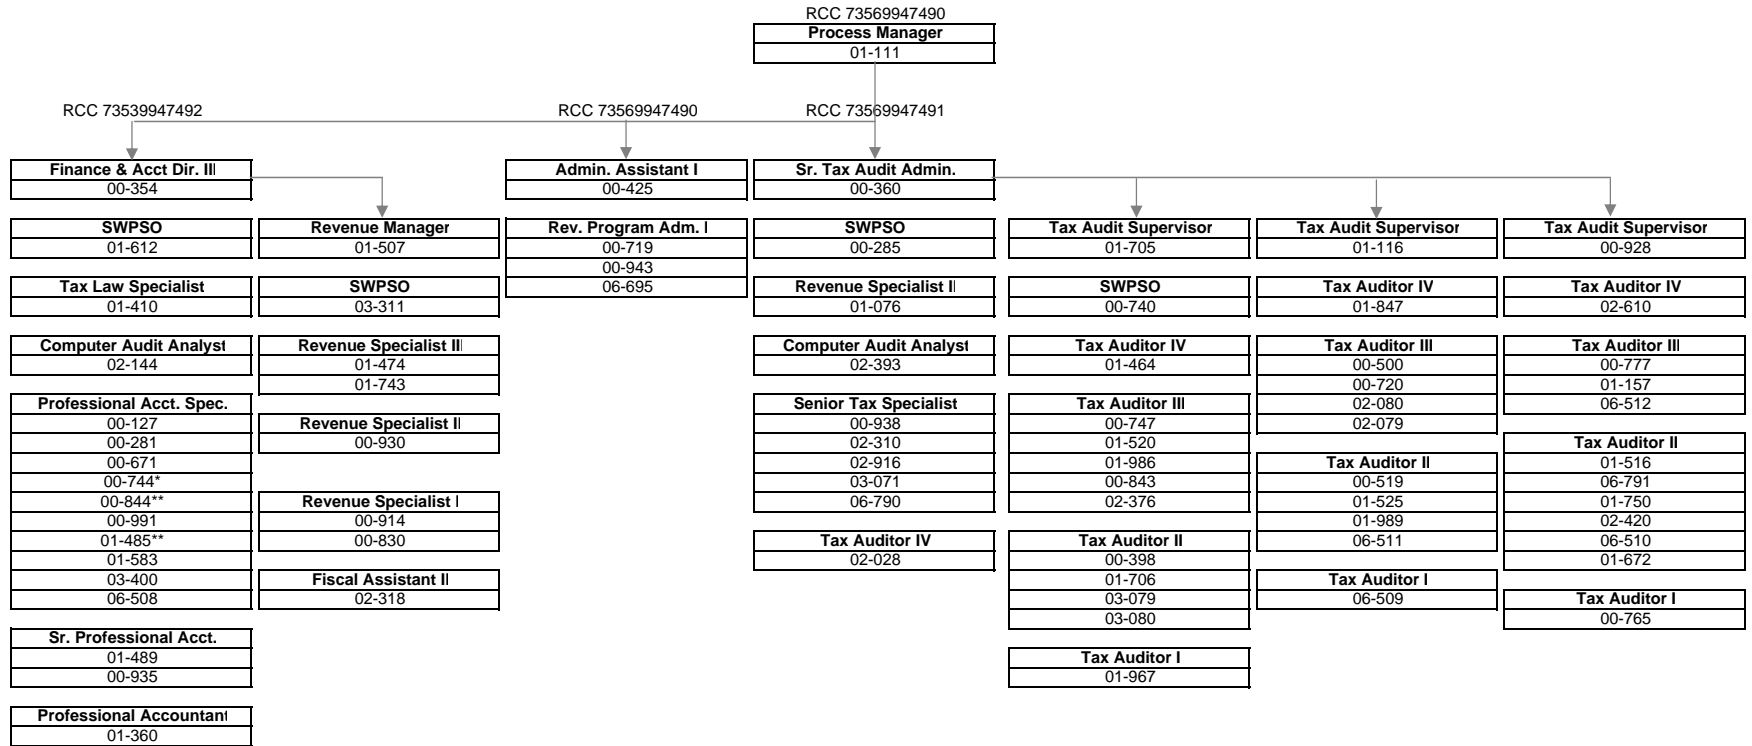 RCC 73569947490
Process Manager
01-111
RCC 73539947492
RCC 73569947490
RCC 73569947491
Finance & Acct Dir. III
00-354
SWPSO
01-612
Tax Law Specialist
01-410
Computer Audit Analyst
02-144
Professional Acct. Spec.
00-127
00-281
00-671
00-744*
00-844**
00-991
01-485**
01-583
03-400
06-508
Sr. Professional Acct.
01-489
00-935
Professional Accountant
01-360
Revenue Manager
01-507
SWPSO
03-311
Revenue Specialist III
01-474
01-743
Revenue Specialist II
00-930
Revenue Specialist I
00-914
00-830
Fiscal Assistant II
02-318
Admin. Assistant I
00-425
Rev. Program Adm. I
00-719
00-943
06-695
Sr. Tax Audit Admin.
00-360
SWPSO
00-285
Revenue Specialist II
01-076
Computer Audit Analyst
02-393
Senior Tax Specialist
00-938
02-310
02-916
03-071
06-790
Tax Auditor IV
02-028
Tax Audit Supervisor
01-705
SWPSO
00-740
Tax Auditor IV
01-464
Tax Auditor III
00-747
01-520
01-986
00-843
02-376
Tax Auditor II
00-398
01-706
03-079
03-080
Tax Auditor I
01-967
Tax Audit Supervisor
01-116
Tax Auditor IV
01-847
Tax Auditor III
00-500
00-720
02-080
02-079
Tax Auditor II
00-519
01-525
01-989
06-511
Tax Auditor I
06-509
Tax Audit Supervisor
00-928
Tax Auditor IV
02-610
Tax Auditor III
00-777
01-157
06-512
Tax Auditor II
01-516
06-791
01-750
02-420
06-510
01-672
Tax Auditor I
00-765